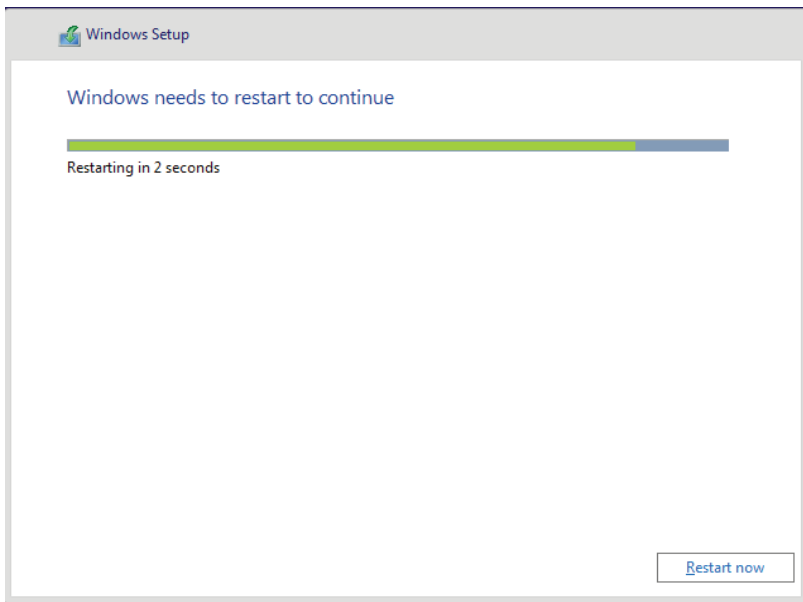 Windows Setup
Windows needs to restart to continue
Restarting in 2 seconds
Restart now